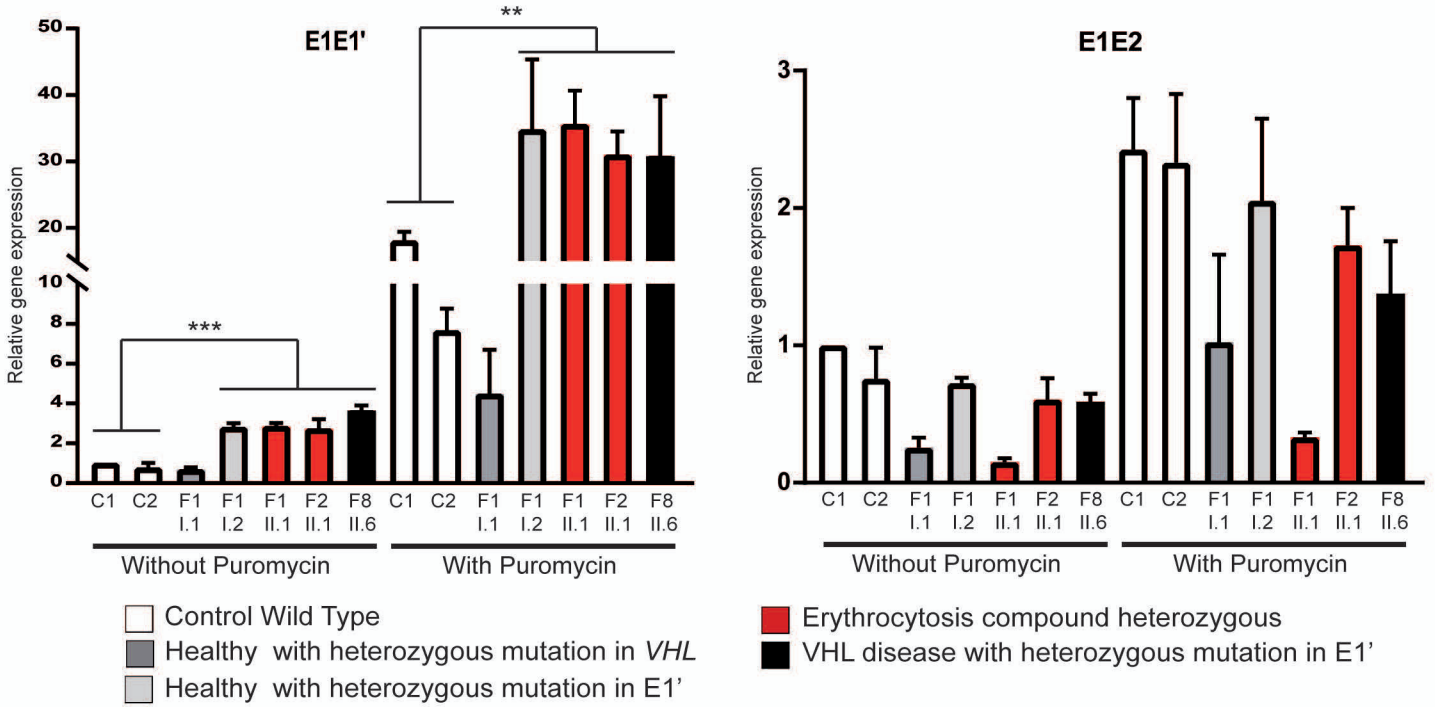 E1E1'
**
***
Relative gene expression
50
40
30
20
10
8
6
4
2
0
C1 C2 F1 F1 F1 F2 F8 C1 C2 F1 F1 F1 F2 F8
I.1 I.2 II.1 II.1 II.6 I.1 I.2 II.1 II.1 II.6
Without Puromycin With Puromycin
E1E2
Relative gene expression
3
2
1
0
C1 C2 F1 F1 F1 F2 F8 C1 C2 F1 F1 F1 F2 F8
I.1 I.2 II.1 II.1 II.6 I.1 I.2 II.1 II.1 II.6
Without Puromycin With Puromycin
Control Wild Type
Healthy with heterozygous mutation in VHL
Healthy with heterozygous mutation in E1’
Erythrocytosis compound heterozygous
VHL disease with heterozygous mutation in E1’